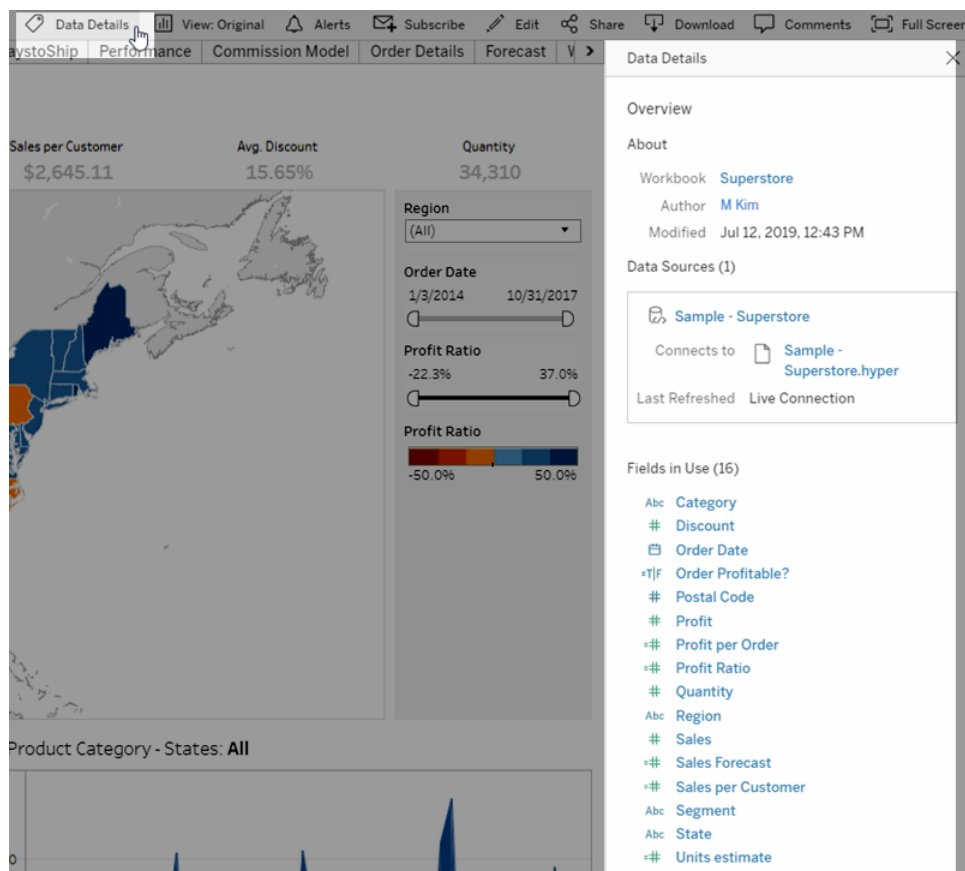 Data Details View: Original Alerts Subscribe Edit Share Download Comments Full Screen
aystoShip Performance Commission Model Order Details Forecast
Sales per Customer Avg. Discount Quantity
$2,645.11 15.65% 34,310
Region
(All)
Order Date
1/3/2014 10/31/2017
Profit Ratio
-22.3% 37.0%
Profit Ratio
-50.0% 50.0%
Product Category - States: All
0
Data Details
Overview
About
Workbook Superstore
Author M Kim
Modified Jul 12, 2019, 12:43 PM
Data Sources (1)
Sample - Superstore
Connects to Sample -
Superstore.hyper
Last Refreshed Live Connection
Fields in Use (16)
Abc Category
# Discount
Order Date
=T|F Order Profitable?
# Postal Code
# Profit
=# Profit per Order
=# Profit Ratio
# Quantity
Abc Region
# Sales
=# Sales Forecast
=# Sales per Customer
Abc Segment
Abc State
=# Units estimate